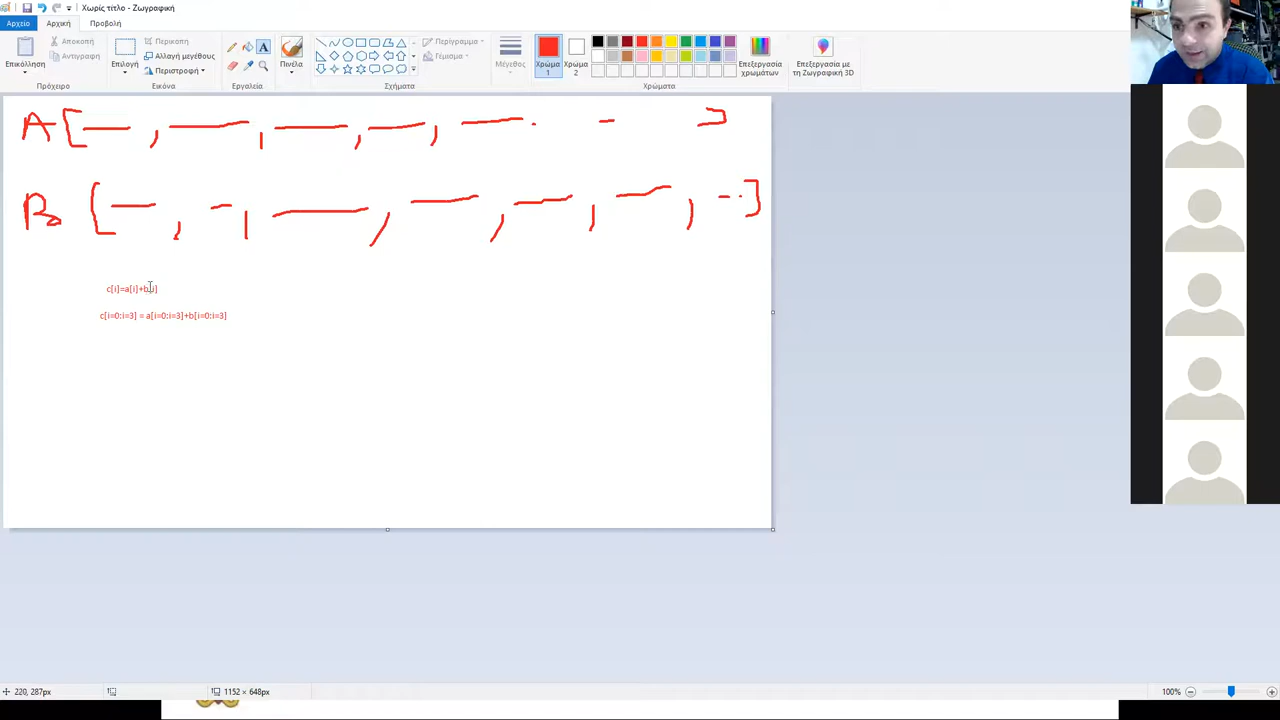 Χωρίς τίτλο - Ζωγραφική
Αρχείο Αρχική Προβολή
Επικόλληση
Αποκοπή
Αντιγραφή
Πρόχειρο
Επιλογή
Περικοπή
Αλλαγή μεγέθους
Περιστροφή
Εικόνα
A
Εργαλεία
Πινέλα
Περίγραμμα
Γέμισμα
Σχήματα
Μέγεθος
Χρώμα 1
Χρώμα 2
Χρώματα
Επεξεργασία χρωμάτων
Επεξεργασία με τη Ζωγραφική 3D
A [ — , — , — , — , — . - ]
B [ — , - , — , — , — , — , - . ]
c[i]=a[i]+b[i]
c[i=0:i=3] = a[i=0:i=3]+b[i=0:i=3]
220, 287px
1152 × 648px
100%